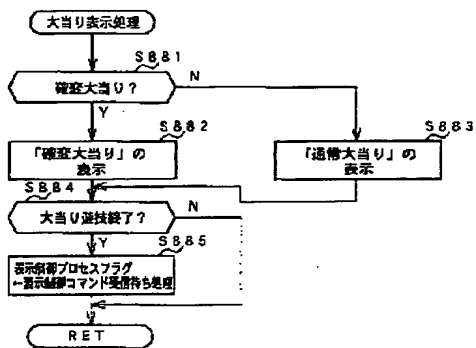 大当り表示処理
S881
確変大当り？
N
Y
S882
S883
「確変大当り」の
表示
「通常大当り」の
表示
S884
大当り遊技終了？
N
Y
S885
表示制御プロセスフラグ
←表示制御コマンド受信待ち処理
RET